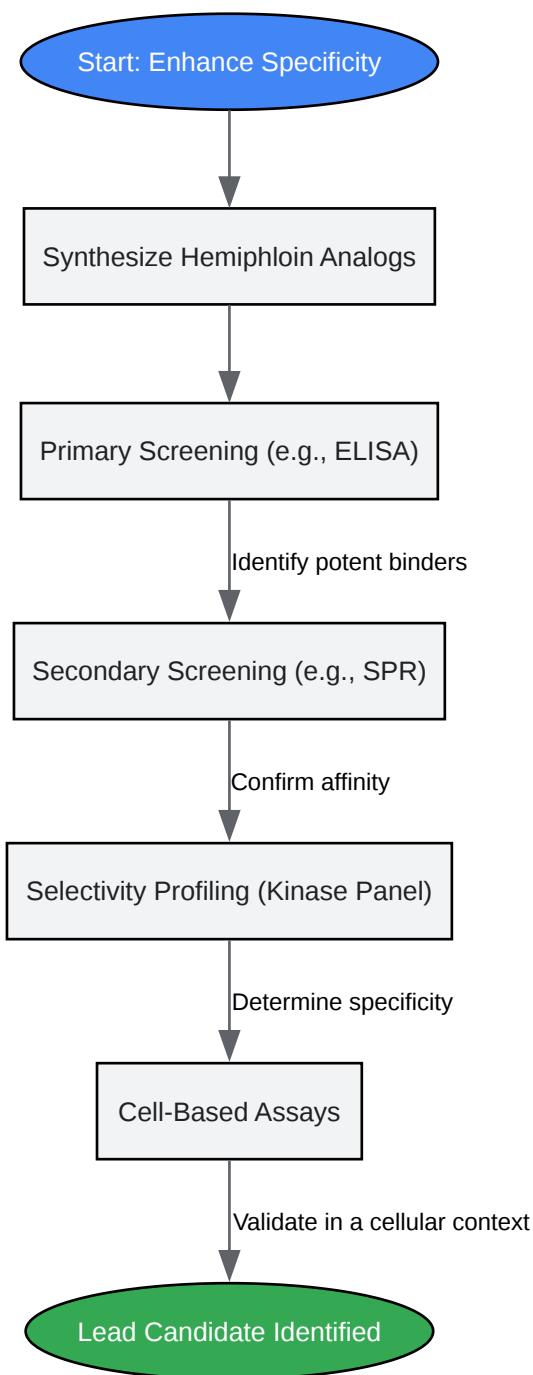 Start: Enhance Specificity
Synthesize Hemiphloin Analogs
Primary Screening (e.g., ELISA)
Identify potent binders
Secondary Screening (e.g., SPR)
Confirm affinity
Selectivity Profiling (Kinase Panel)
Determine specificity
Cell-Based Assays
Validate in a cellular context
Lead Candidate Identified